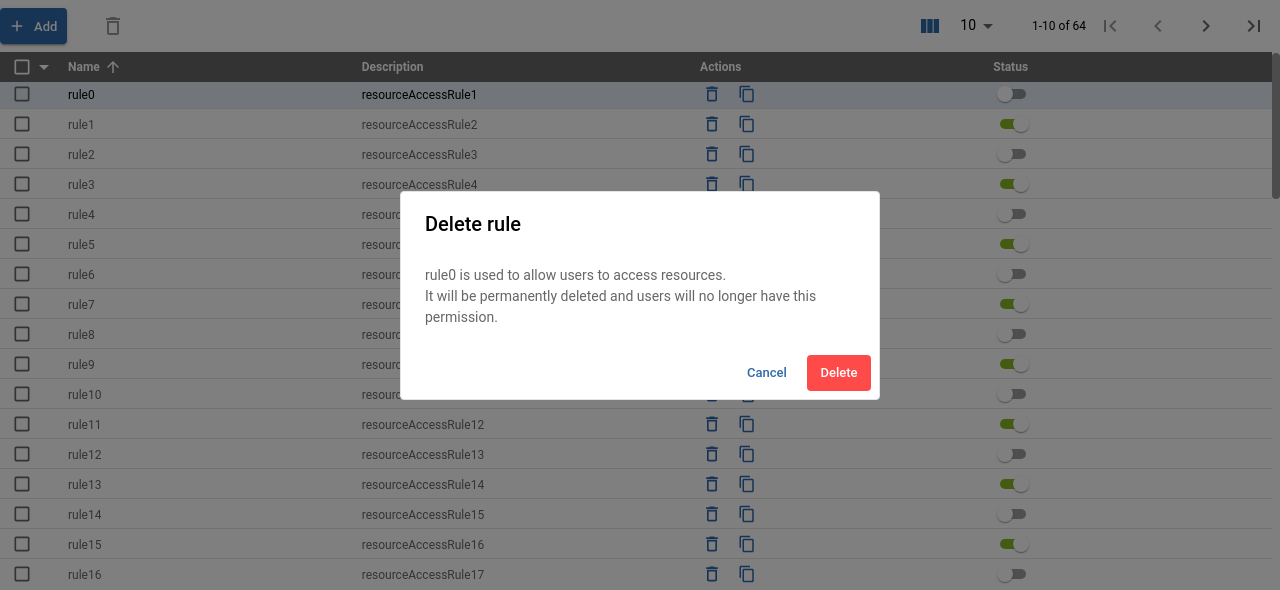 Add
10
1-10 of 64
Name Description Actions Status
rule0 resourceAccessRule1
rule1 resourceAccessRule2
rule2 resourceAccessRule3
rule3 resourceAccessRule4
rule4 resourc
rule5 resourc
rule6 resourc
rule7 resourc
rule8 resourc
rule9 resourc
rule10 resourc
rule11 resourceAccessRule12
rule12 resourceAccessRule13
rule13 resourceAccessRule14
rule14 resourceAccessRule15
rule15 resourceAccessRule16
rule16 resourceAccessRule17
Delete rule
rule0 is used to allow users to access resources.
It will be permanently deleted and users will no longer have this
permission.
Cancel Delete